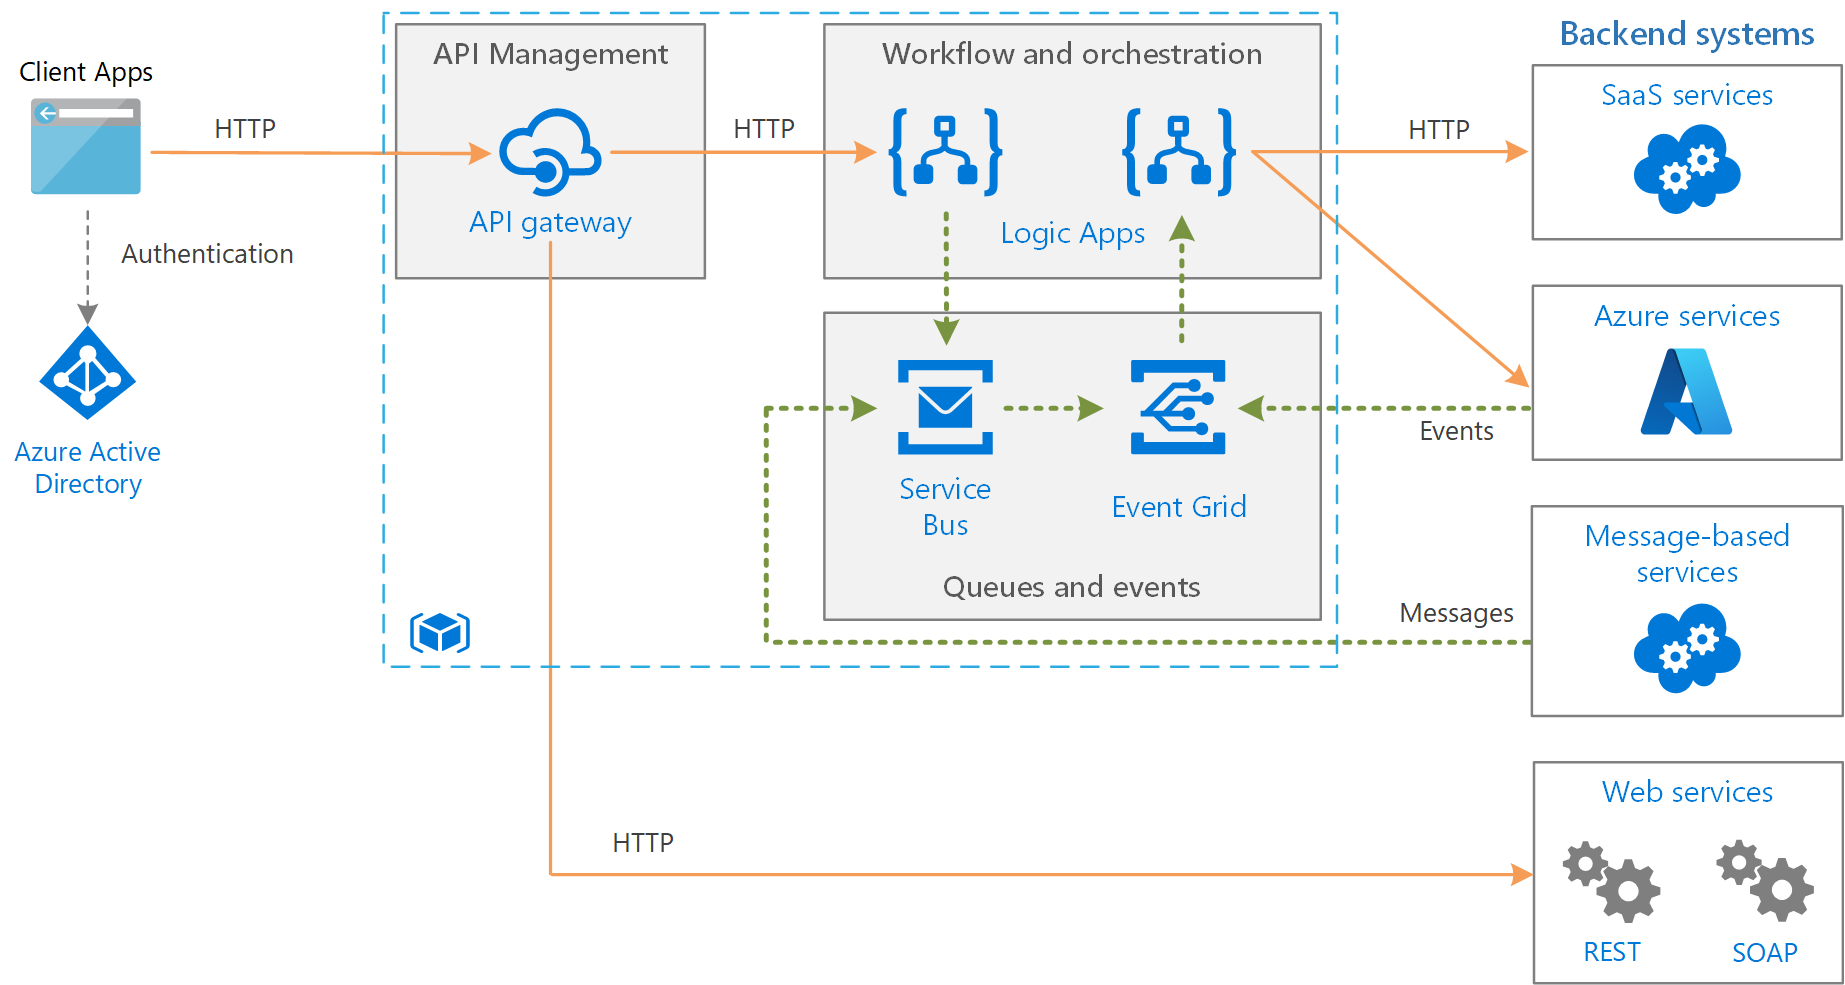 Client Apps
HTTP
Authentication
Azure Active
Directory
API Management
API gateway
HTTP
Workflow and orchestration
Logic Apps
Service
Bus
Event Grid
Queues and events
HTTP
Events
Messages
HTTP
Backend systems
SaaS services
Azure services
Message-based
services
Web services
REST
SOAP